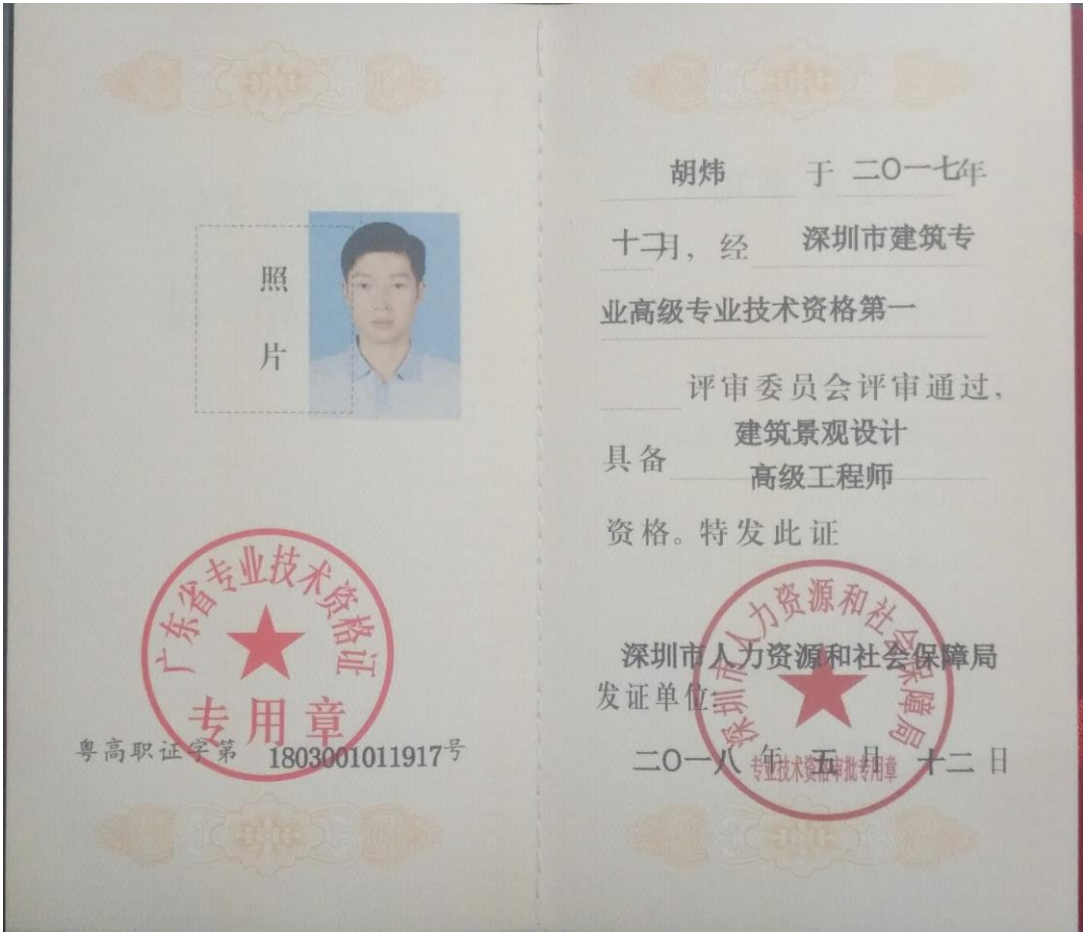 照
片
广东省专业技术资格证
专用章
粤高职证字第 1803001011917号
胡炜 于 二〇一七年
十二月，经 深圳市建筑专
业高级专业技术资格第一
评审委员会评审通过，
建筑景观设计
具备
高级工程师
资格。特发此证
深圳市人力资源和社会保障局
深圳市人力资源和社会保障局
发证单位：
二〇一八 年 五 月 十二 日
专业技术资格审批专用章